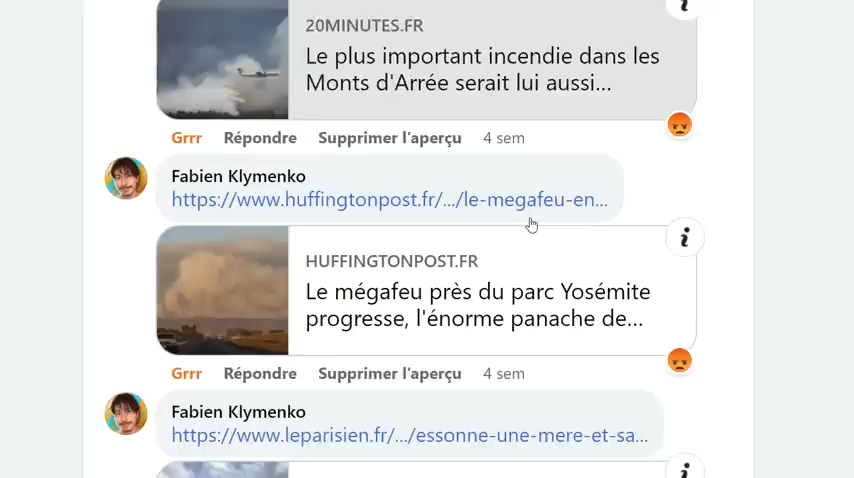 20MINUTES.FR
Le plus important incendie dans les
Monts d'Arrée serait lui aussi...
Grrr Répondre Supprimer l'aperçu 4 sem
Fabien Klymenko
https://www.huffingtonpost.fr/.../le-megafeu-en...
HUFFINGTONPOST.FR
Le mégafeu près du parc Yosémite
progresse, l'énorme panache de...
Grrr Répondre Supprimer l'aperçu 4 sem
Fabien Klymenko
https://www.leparisien.fr/.../essonne-une-mere-et-sa...